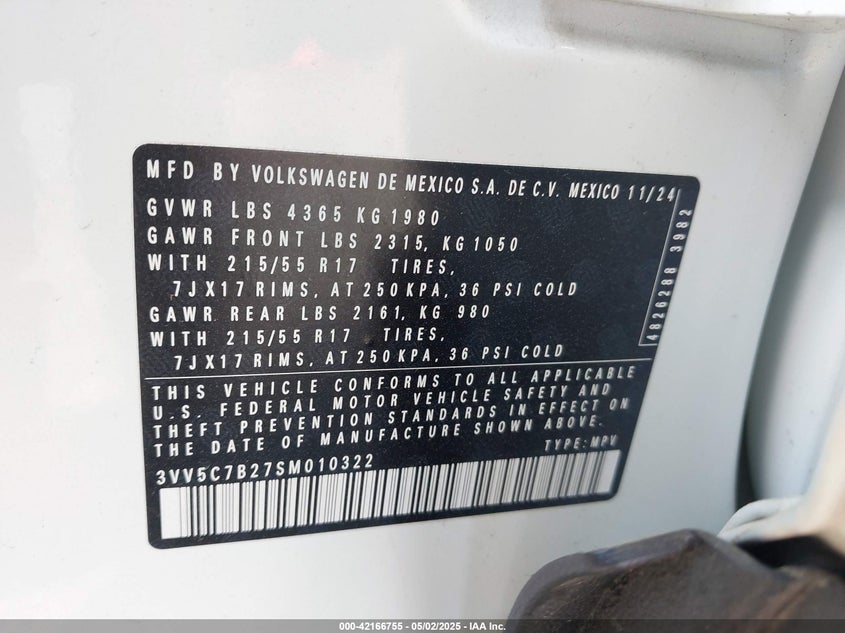 MFD BY VOLKSWAGEN DE MEXICO S.A. DE C.V. MEXICO 11/24
GVWR LBS 4365 KG 1980
GAWR FRONT LBS 2315, KG 1050
WITH 215/55 R17 TIRES,
7JX17 RIMS, AT 250 KPA, 36 PSI COLD
GAWR REAR LBS 2161, KG 980
WITH 215/55 R17 TIRES,
7JX17 RIMS, AT 250 KPA, 36 PSI COLD
4826288 3982
THIS VEHICLE CONFORMS TO ALL APPLICABLE
U.S. FEDERAL MOTOR VEHICLE SAFETY AND
THEFT PREVENTION STANDARDS IN EFFECT ON
THE DATE OF MANUFACTURE SHOWN ABOVE.
TYPE: MPV
3VV5C7B27SM010322
000-42166755 - 05/02/2025 - IAA Inc.